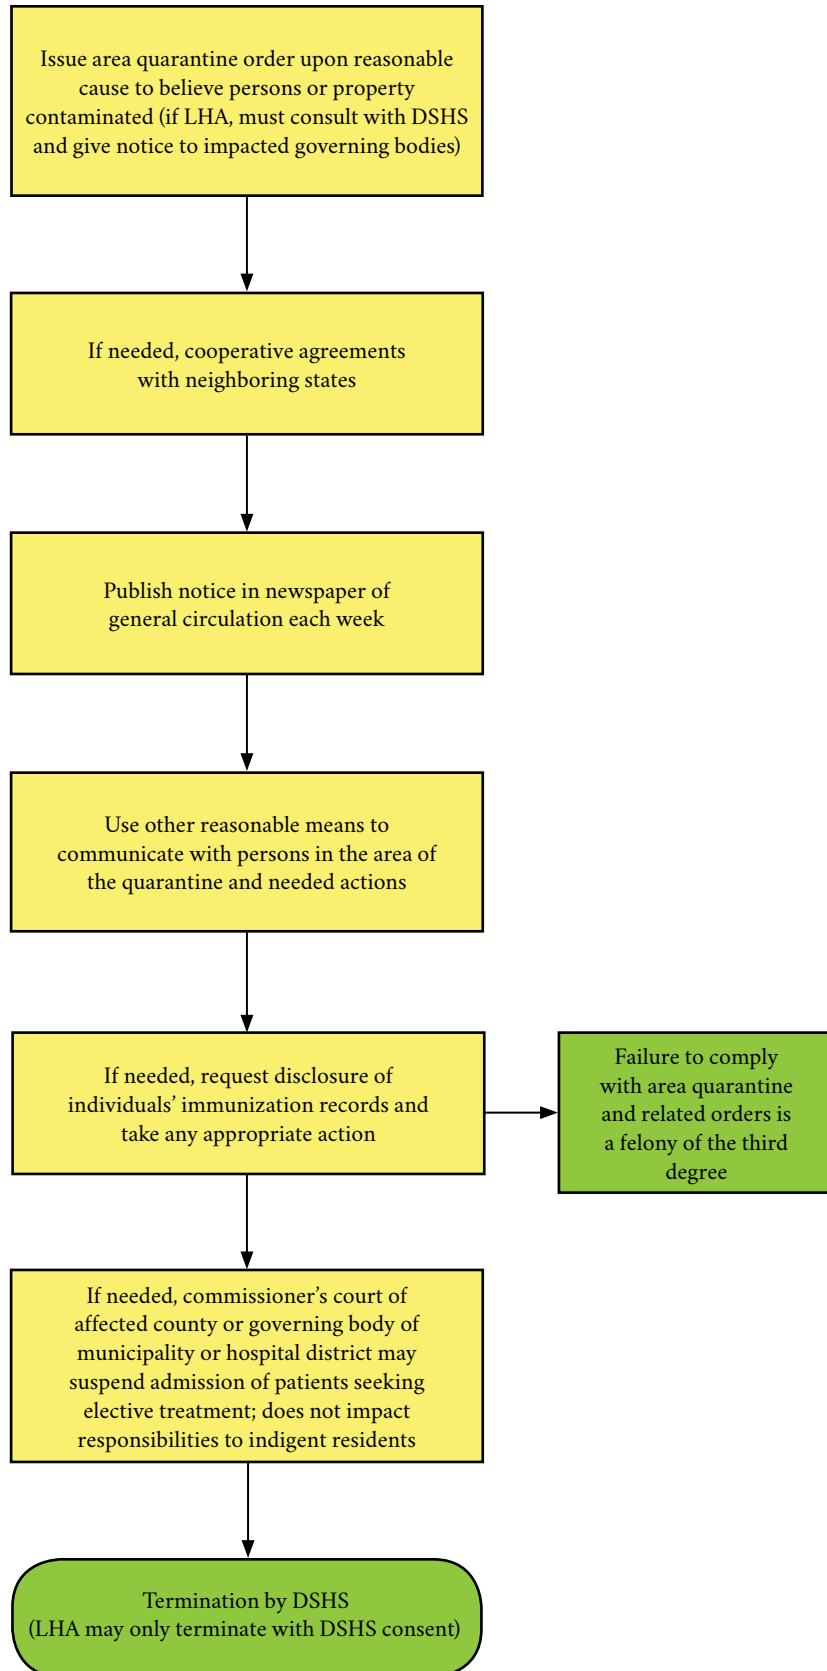 Issue area quarantine order upon reasonable
cause to believe persons or property
contaminated (if LHA, must consult with DSHS
and give notice to impacted governing bodies)
If needed, cooperative agreements
with neighboring states
Publish notice in newspaper of
general circulation each week
Use other reasonable means to
communicate with persons in the area of
the quarantine and needed actions
If needed, request disclosure of
individuals’ immunization records and
take any appropriate action
Failure to comply
with area quarantine
and related orders is
a felony of the third
degree
If needed, commissioner’s court of
affected county or governing body of
municipality or hospital district may
suspend admission of patients seeking
elective treatment; does not impact
responsibilities to indigent residents
Termination by DSHS
(LHA may only terminate with DSHS consent)